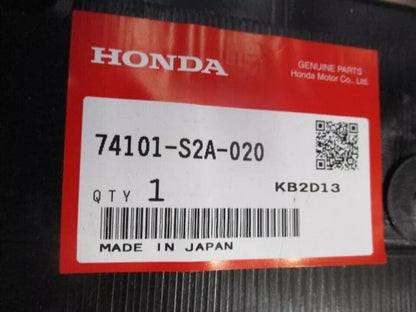 HONDA
GENUINE PARTS
Honda Motor Co., Ltd.
74101-S2A-020
QTY 1
KB2D13
MADE IN JAPAN